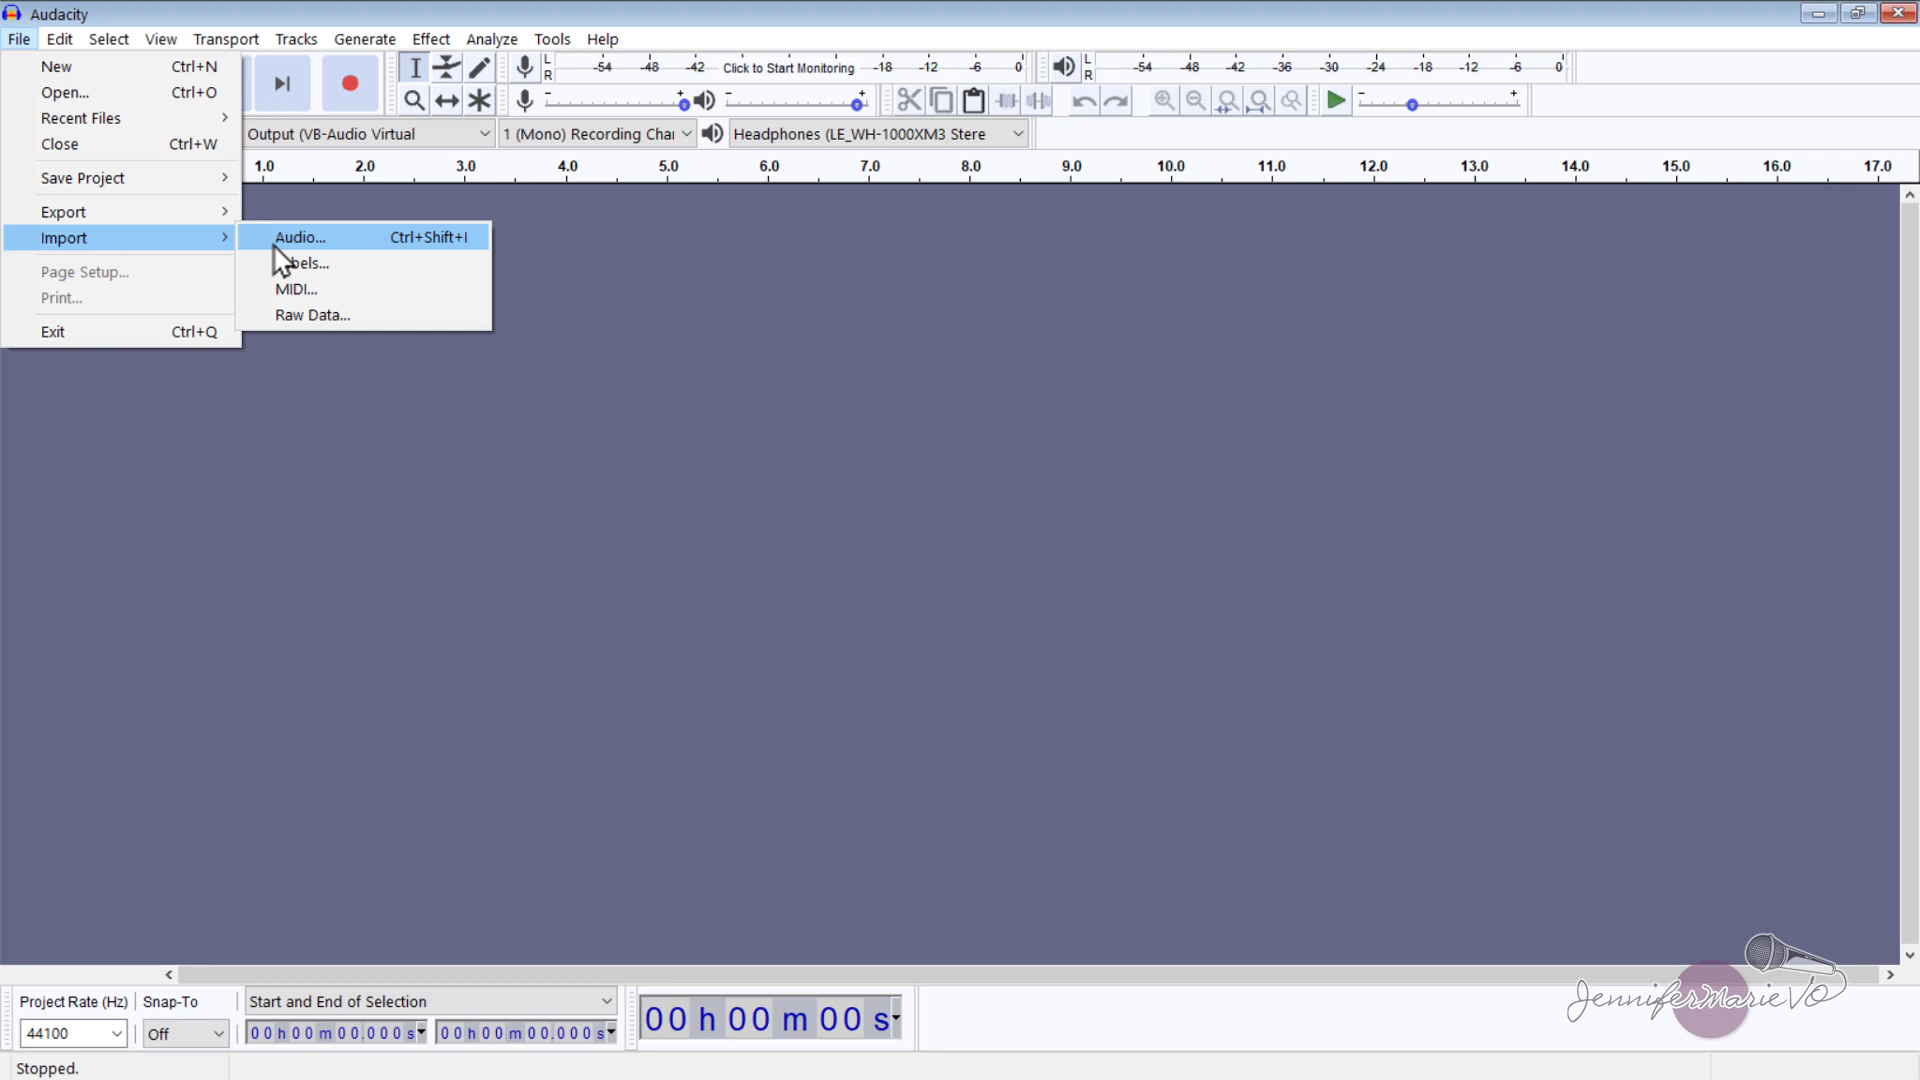 Audacity
File Edit Select View Transport Tracks Generate Effect Analyze Tools Help
New Ctrl+N
Open... Ctrl+O
Recent Files
Close Ctrl+W
Save Project
Export
Import
Page Setup...
Print...
Exit Ctrl+Q
Audio... Ctrl+Shift+I
MIDI...
Raw Data...
L
R
-54 -48 -42 Click to Start Monitoring -18 -12 -6 0
L
R
-54 -48 -42 -36 -30 -24 -18 -12 -6 0
Output (VB-Audio Virtual
1 (Mono) Recording Char
Headphones (LE_WH-1000XM3 Stere
1.0 2.0 3.0 4.0 5.0 6.0 7.0 8.0 9.0 10.0 11.0 12.0 13.0 14.0 15.0 16.0 17.0
Project Rate (Hz) Snap-To Start and End of Selection
44100 Off 00 h 00 m 00.000 s 00 h 00 m 00.000 s
00 h 00 m 00 s
JenniferMarieVO
Stopped.